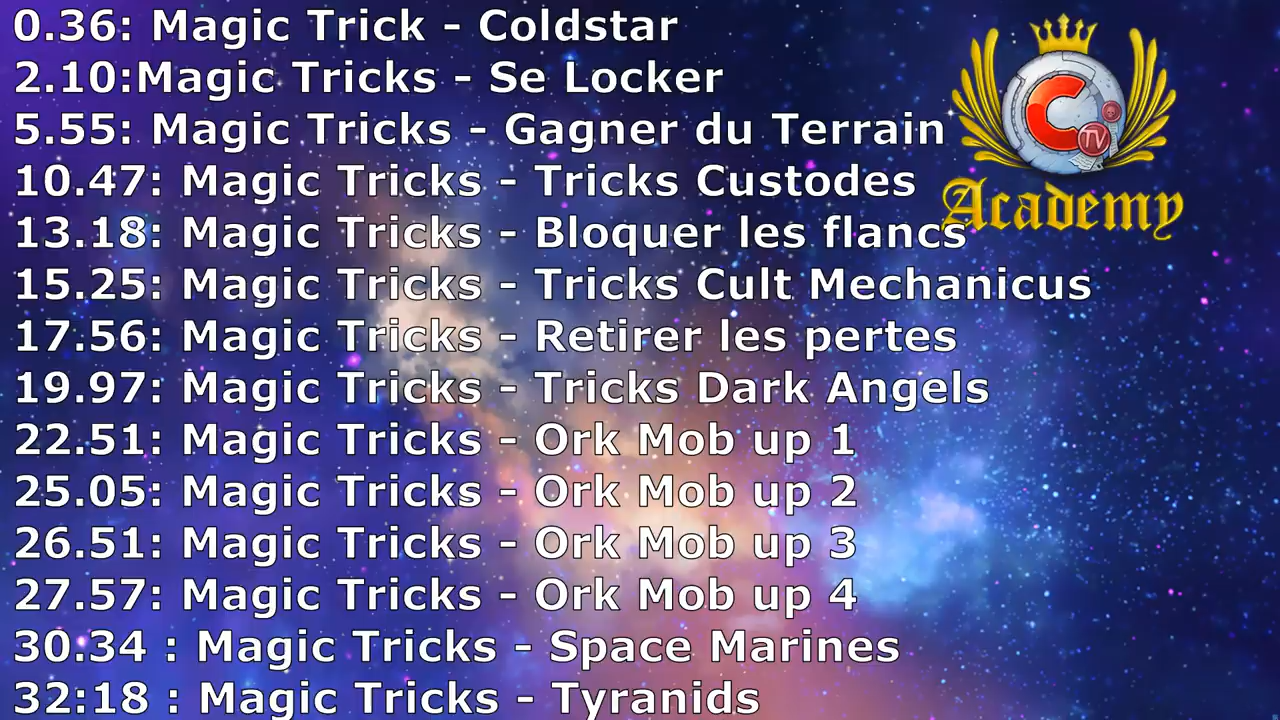 0.36: Magic Trick - Coldstar
2.10:Magic Tricks - Se Locker
5.55: Magic Tricks - Gagner du Terrain
10.47: Magic Tricks - Tricks Custodes
13.18: Magic Tricks - Bloquer les flancs
15.25: Magic Tricks - Tricks Cult Mechanicus
17.56: Magic Tricks - Retirer les pertes
19.97: Magic Tricks - Tricks Dark Angels
22.51: Magic Tricks - Ork Mob up 1
25.05: Magic Tricks - Ork Mob up 2
26.51: Magic Tricks - Ork Mob up 3
27.57: Magic Tricks - Ork Mob up 4
30.34 : Magic Tricks - Space Marines
32:18 : Magic Tricks - Tyranids
C
TV
Academy